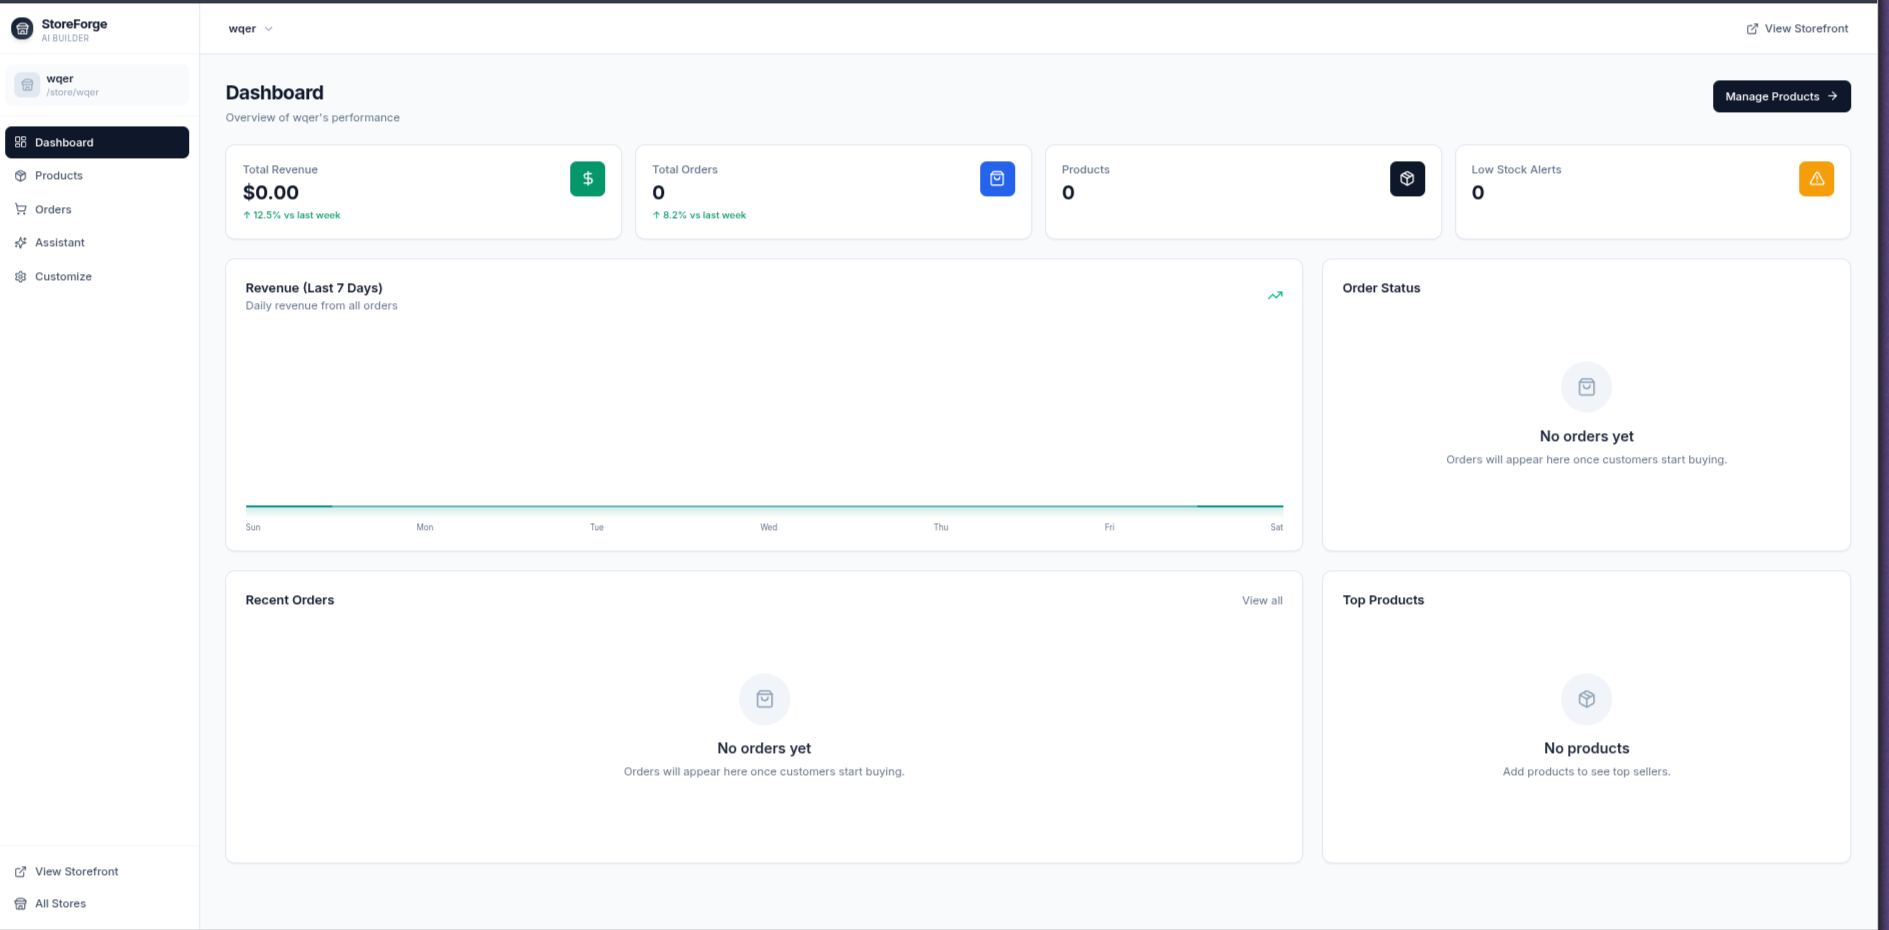 StoreForge
AI BUILDER
wqer
/store/wqer
Dashboard
Products
Orders
Assistant
Customize
View Storefront
All Stores
wqer
View Storefront
Dashboard
Overview of wqer's performance
Manage Products
Total Revenue
$0.00
↑ 12.5% vs last week
Total Orders
0
↑ 8.2% vs last week
Products
0
Low Stock Alerts
0
Revenue (Last 7 Days)
Daily revenue from all orders
Sun Mon Tue Wed Thu Fri Sat
Order Status
No orders yet
Orders will appear here once customers start buying.
Recent Orders
View all
No orders yet
Orders will appear here once customers start buying.
Top Products
No products
Add products to see top sellers.